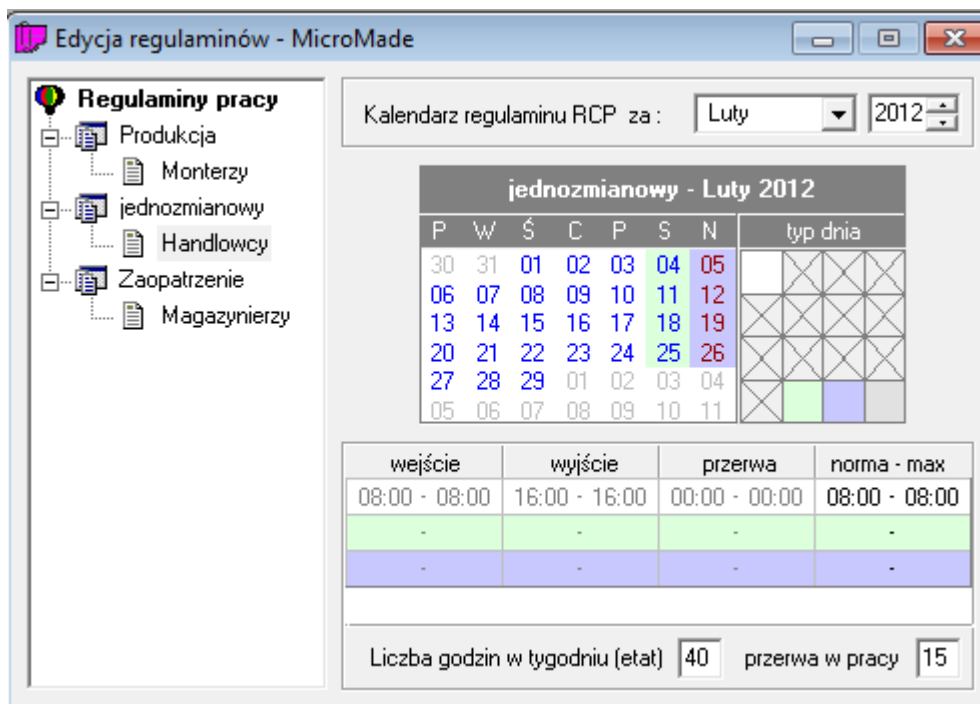 Edycja regulaminów - MicroMade
Regulaminy pracy
Produkcja
Monterzy
jednozmianowy
Handlowcy
Zaopatrzenie
Magazynierzy
Kalendarz regulaminu RCP za : Luty 2012
jednozmianowy - Luty 2012
P W Ś C P S N typ dnia
30 31 01 02 03 04 05
06 07 08 09 10 11 12
13 14 15 16 17 18 19
20 21 22 23 24 25 26
27 28 29 01 02 03 04
05 06 07 08 09 10 11
wejście wyjście przerwa norma - max
08:00 - 08:00 16:00 - 16:00 00:00 - 00:00 08:00 - 08:00
- - - -
- - - -
Liczba godzin w tygodniu (etat) 40 przerwa w pracy 15